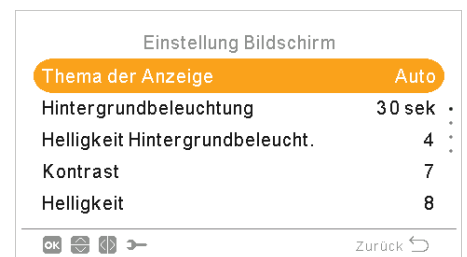 Einstellung Bildschirm
Thema der Anzeige Auto
Hintergrundbeleuchtung 30 sek
Helligkeit Hintergrundbeleucht. 4
Kontrast 7
Helligkeit 8
OK Zurück